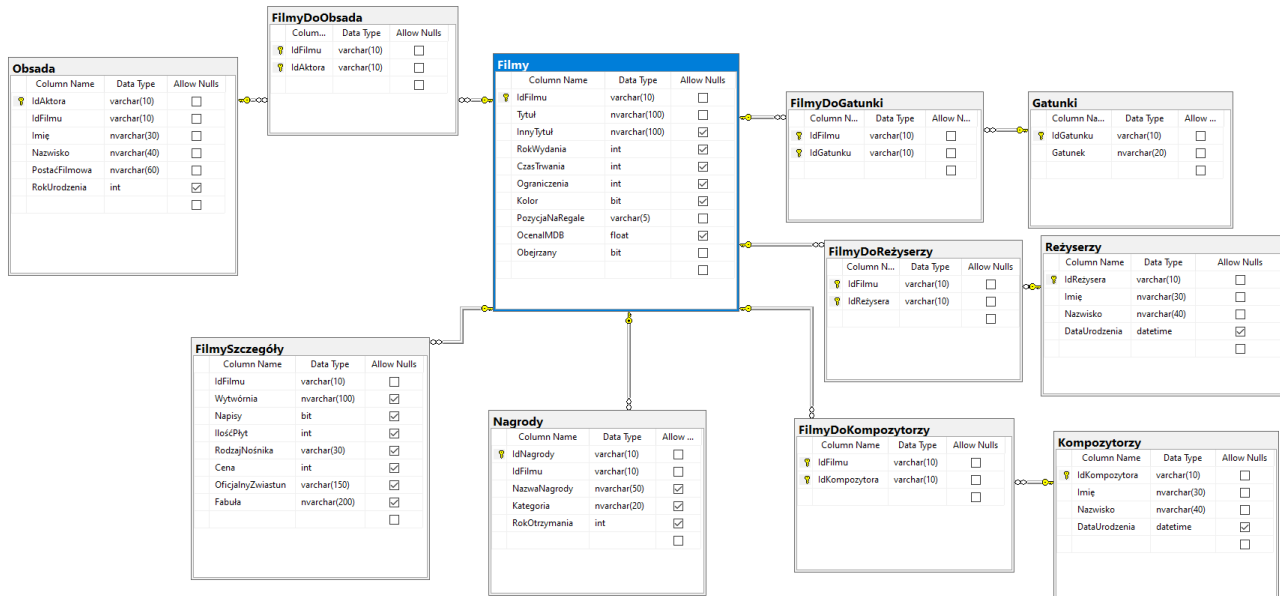 FilmyDoObsada
Colum... Data Type Allow Nulls
IdFilmu varchar(10)
IdAktora varchar(10)
Obsada
Column Name Data Type Allow Nulls
IdAktora varchar(10)
IdFilmu varchar(10)
Imię nvarchar(30)
Nazwisko nvarchar(40)
PostaćFilmowa nvarchar(60)
RokUrodzenia int
Filmy
Column Name Data Type Allow Nulls
IdFilmu varchar(10)
Tytuł nvarchar(100)
InnyTytuł nvarchar(100)
RokWydania int
CzasTrwania int
Ograniczenia int
Kolor bit
PozycjaNaRegale varchar(5)
OcenaIMDB float
Obejrzany bit
FilmyDoGatunki
Column N... Data Type Allow N...
IdFilmu varchar(10)
IdGatunku varchar(10)
Gatunki
Column Na... Data Type Allow ...
IdGatunku varchar(10)
Gatunek nvarchar(20)
FilmyDoReżyserzy
Column N... Data Type Allow Nulls
IdFilmu varchar(10)
IdReżysera varchar(10)
Reżyserzy
Column Name Data Type Allow Nulls
IdReżysera varchar(10)
Imię nvarchar(30)
Nazwisko nvarchar(40)
DataUrodzenia datetime
FilmySzczegóły
Column Name Data Type Allow Nulls
IdFilmu varchar(10)
Wytwórnia nvarchar(100)
Napisy bit
IlośćPłyt int
RodzajNośnika varchar(30)
Cena int
OficjalnyZwiastun varchar(150)
Fabuła nvarchar(200)
Nagrody
Column Name Data Type Allow ...
IdNagrody varchar(10)
IdFilmu varchar(10)
NazwaNagrody nvarchar(50)
Kategoria nvarchar(20)
RokOtrzymania int
FilmyDoKompozytorzy
Column Name Data Type Allow Nulls
IdFilmu varchar(10)
IdKompozytora varchar(10)
Kompozytorzy
Column Name Data Type Allow Nulls
IdKompozytora varchar(10)
Imię nvarchar(30)
Nazwisko nvarchar(40)
DataUrodzenia datetime